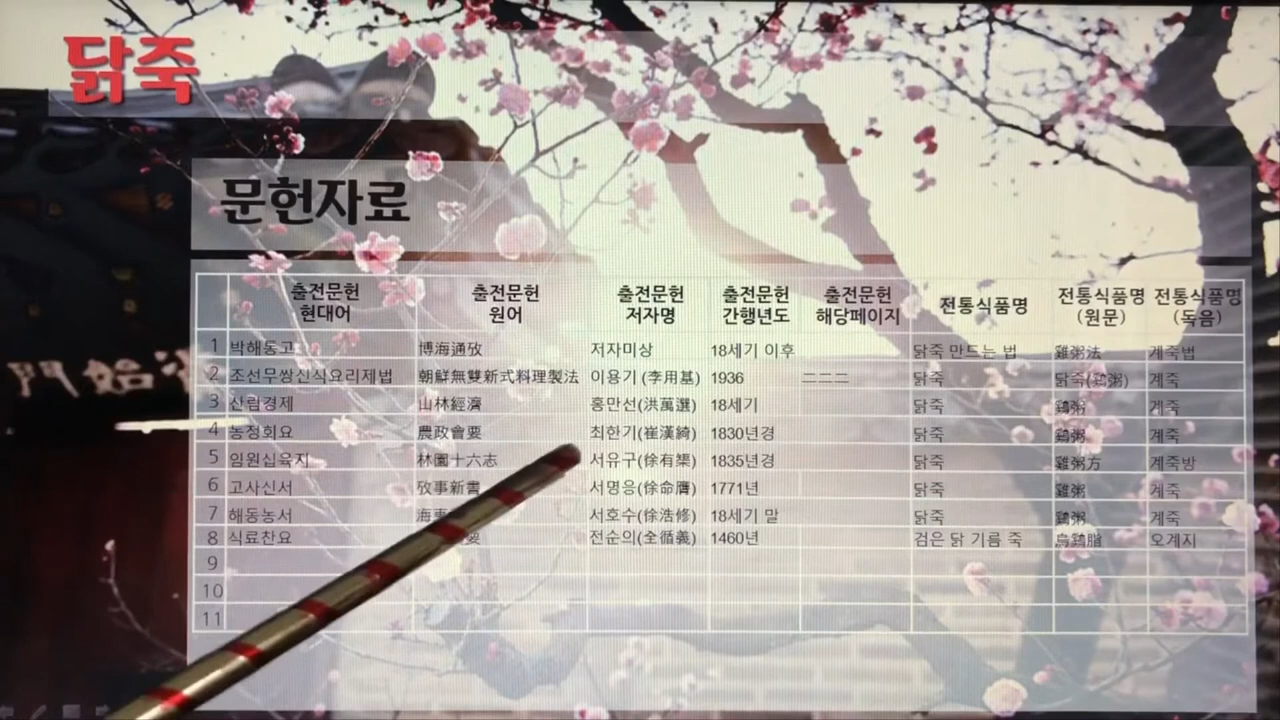 닭죽
문헌자료
출전문헌 현대어 출전문헌 원어 출전문헌 저자명 출전문헌 간행년도 출전문헌 해당페이지 전통식품명 전통식품명 (원문) 전통식품명 (독음)
1 박해통고 博海通攷 저자미상 18세기 이후 닭죽 만드는 법 雞粥法 계죽법
2 조선무쌍신식요리제법 朝鮮無雙新式料理製法 이용기 (李用基) 1936 二二二 닭죽 닭죽(鷄粥) 계죽
3 산림경제 山林經濟 홍만선(洪萬選) 18세기 닭죽 鷄粥 계죽
4 농정회요 農政會要 최한기(崔漢綺) 1830년경 닭죽 鷄粥 계죽
5 임원십육지 林園十六志 서유구(徐有榘) 1835년경 닭죽 雞粥方 계죽방
6 고사신서 攷事新書 서명응(徐命膺) 1771년 닭죽 雞粥 계죽
7 해동농서 서호수(徐浩修) 18세기 말 닭죽 鷄粥 계죽
8 식료찬요 전순의(全循義) 1460년 검은 닭 기름 죽 烏鷄脂 오계지
9
10
11